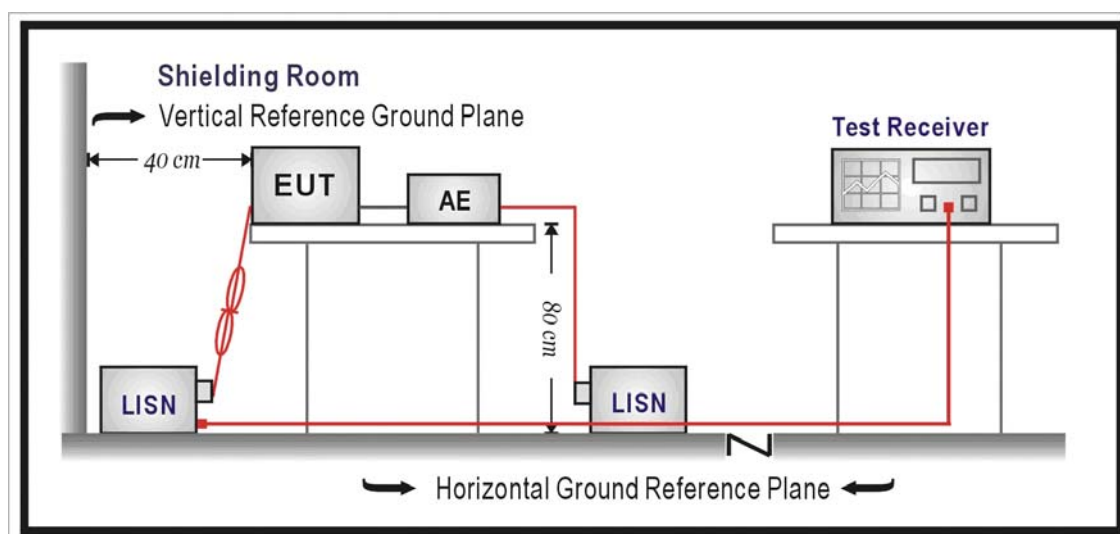 Shielding Room
Vertical Reference Ground Plane
40 cm
EUT
AE
Test Receiver
80 cm
LISN
LISN
Horizontal Ground Reference Plane